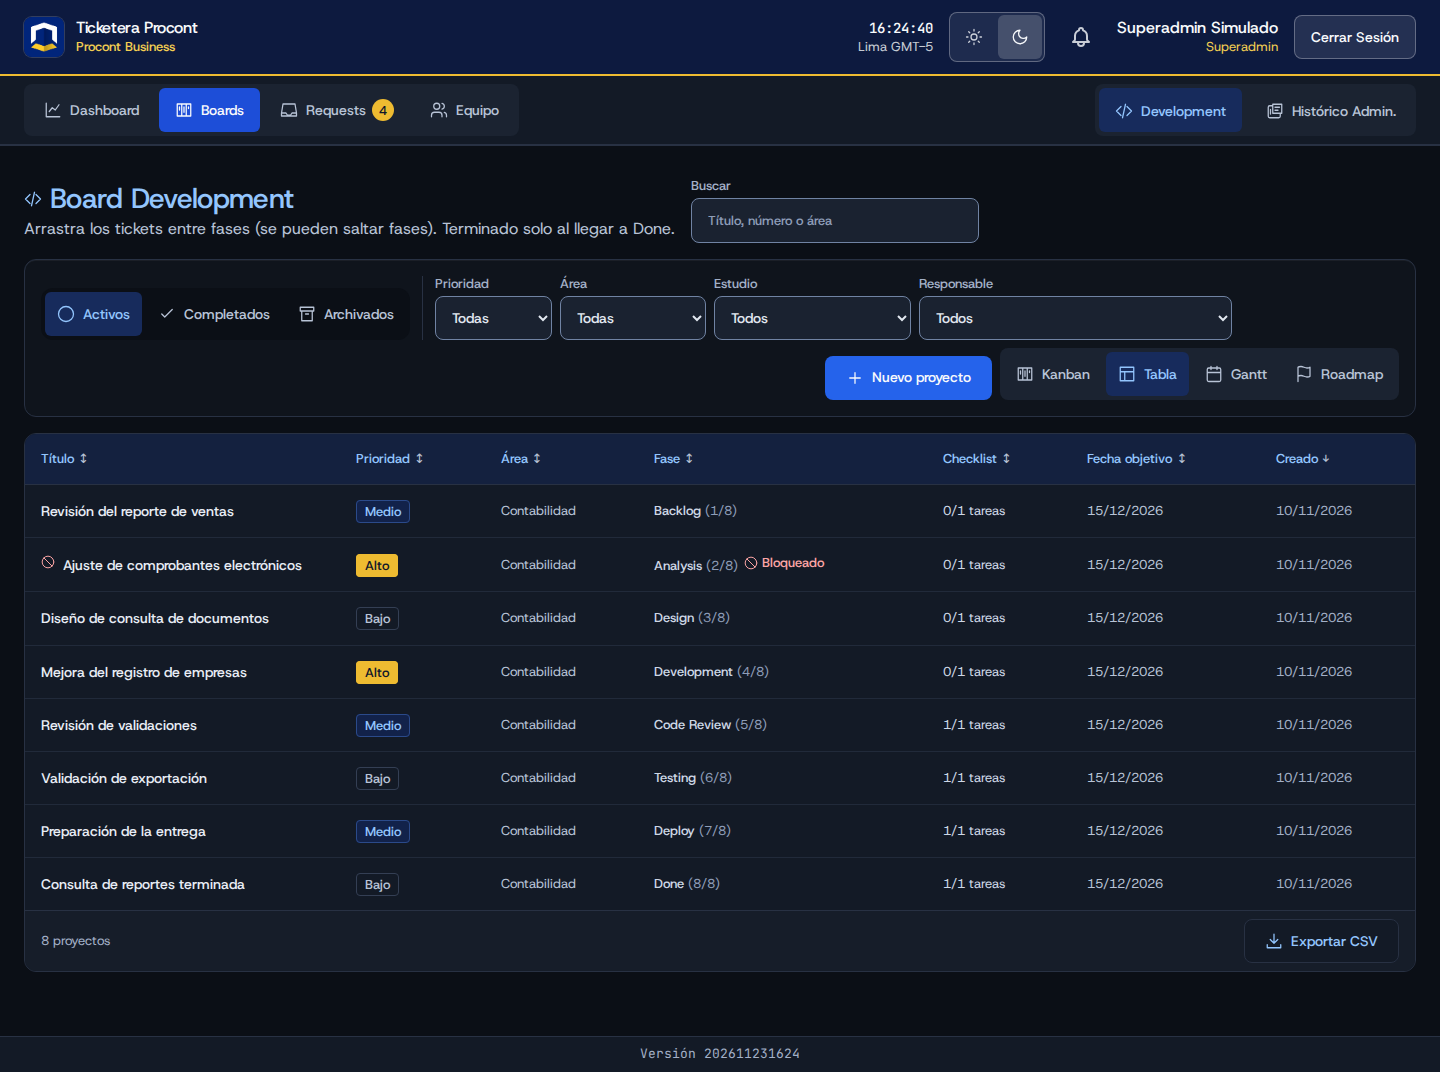 Ticketera Procont
Procont Business
16:24:40
Lima GMT-5
Superadmin Simulado
Superadmin
Cerrar Sesión
Dashboard
Boards
Requests 4
Equipo
Development
Histórico Admin.
Board Development
Arrastra los tickets entre fases (se pueden saltar fases). Terminado solo al llegar a Done.
Buscar
Título, número o área
Activos
Completados
Archivados
Prioridad
Todas
Área
Todas
Estudio
Todos
Responsable
Todos
Nuevo proyecto
Kanban
Tabla
Gantt
Roadmap
Título ↕ Prioridad ↕ Área ↕ Fase ↕ Checklist ↕ Fecha objetivo ↕ Creado ↓
Revisión del reporte de ventas Medio Contabilidad Backlog (1/8) 0/1 tareas 15/12/2026 10/11/2026
Ajuste de comprobantes electrónicos Alto Contabilidad Analysis (2/8) Bloqueado 0/1 tareas 15/12/2026 10/11/2026
Diseño de consulta de documentos Bajo Contabilidad Design (3/8) 0/1 tareas 15/12/2026 10/11/2026
Mejora del registro de empresas Alto Contabilidad Development (4/8) 0/1 tareas 15/12/2026 10/11/2026
Revisión de validaciones Medio Contabilidad Code Review (5/8) 1/1 tareas 15/12/2026 10/11/2026
Validación de exportación Bajo Contabilidad Testing (6/8) 1/1 tareas 15/12/2026 10/11/2026
Preparación de la entrega Medio Contabilidad Deploy (7/8) 1/1 tareas 15/12/2026 10/11/2026
Consulta de reportes terminada Bajo Contabilidad Done (8/8) 1/1 tareas 15/12/2026 10/11/2026
8 proyectos
Exportar CSV
Versión 202611231624